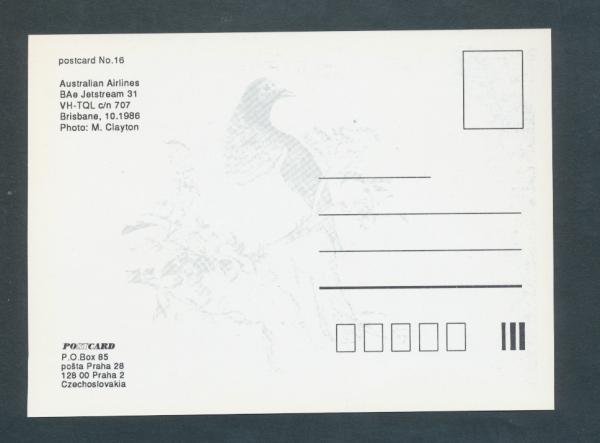 postcard No.16
Australian Airlines
BAe Jetstream 31
VH-TQL c/n 707
Brisbane, 10.1986
Photo: M. Clayton
POSTCARD
P.O.Box 85
pošta Praha 28
128 00 Praha 2
Czechoslovakia